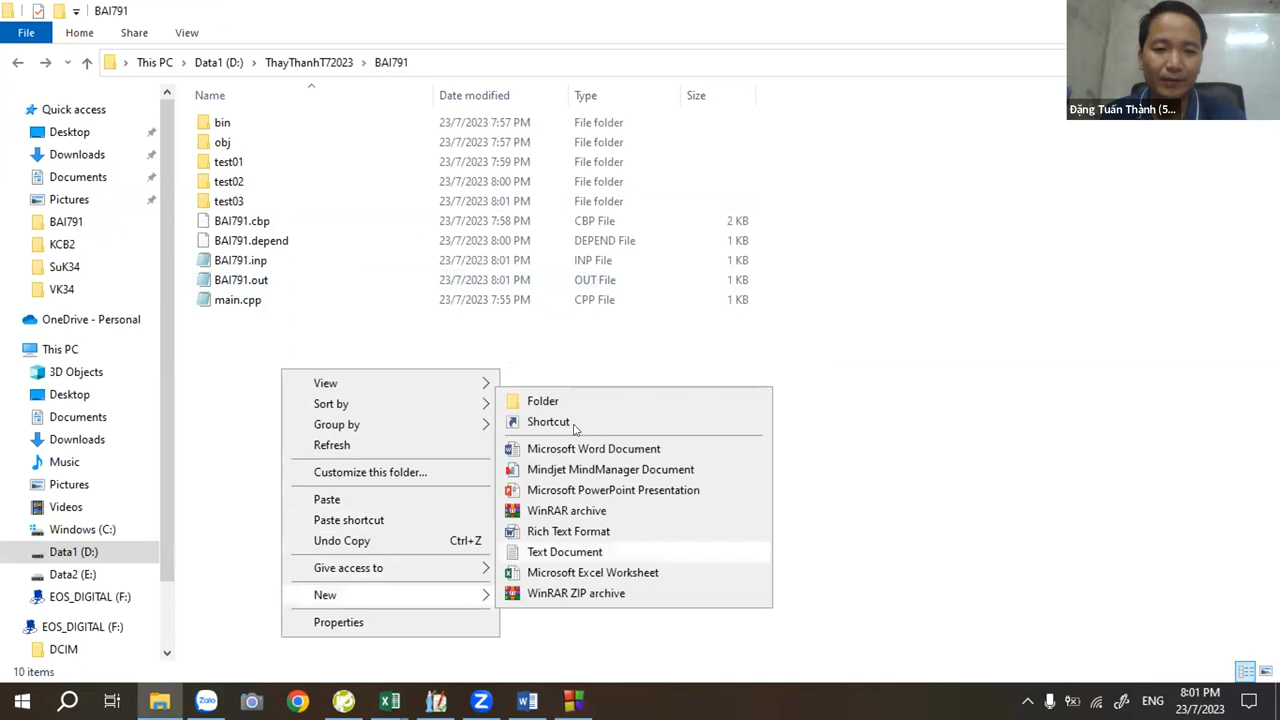 BAI791
File Home Share View
This PC Data1 (D:) ThayThanhT72023 BAI791
Đặng Tuấn Thành (5...
Name Date modified Type Size
bin 23/7/2023 7:57 PM File folder
obj 23/7/2023 7:57 PM File folder
test01 23/7/2023 7:59 PM File folder
test02 23/7/2023 8:00 PM File folder
test03 23/7/2023 8:01 PM File folder
BAI791.cbp 23/7/2023 7:58 PM CBP File 2 KB
BAI791.depend 23/7/2023 8:00 PM DEPEND File 1 KB
BAI791.inp 23/7/2023 8:01 PM INP File 1 KB
BAI791.out 23/7/2023 8:01 PM OUT File 1 KB
main.cpp 23/7/2023 7:55 PM CPP File 1 KB
Quick access
Desktop
Downloads
Documents
Pictures
BAI791
KCB2
SuK34
VK34
OneDrive - Personal
This PC
3D Objects
Desktop
Documents
Downloads
Music
Pictures
Videos
Windows (C:)
Data1 (D:)
Data2 (E:)
EOS_DIGITAL (F:)
EOS_DIGITAL (F:)
DCIM
View
Sort by
Group by
Refresh
Customize this folder...
Paste
Paste shortcut
Undo Copy Ctrl+Z
Give access to
New
Properties
Folder
Shortcut
Microsoft Word Document
Mindjet MindManager Document
Microsoft PowerPoint Presentation
WinRAR archive
Rich Text Format
Text Document
Microsoft Excel Worksheet
WinRAR ZIP archive
10 items
Zalo
ENG
8:01 PM
23/7/2023